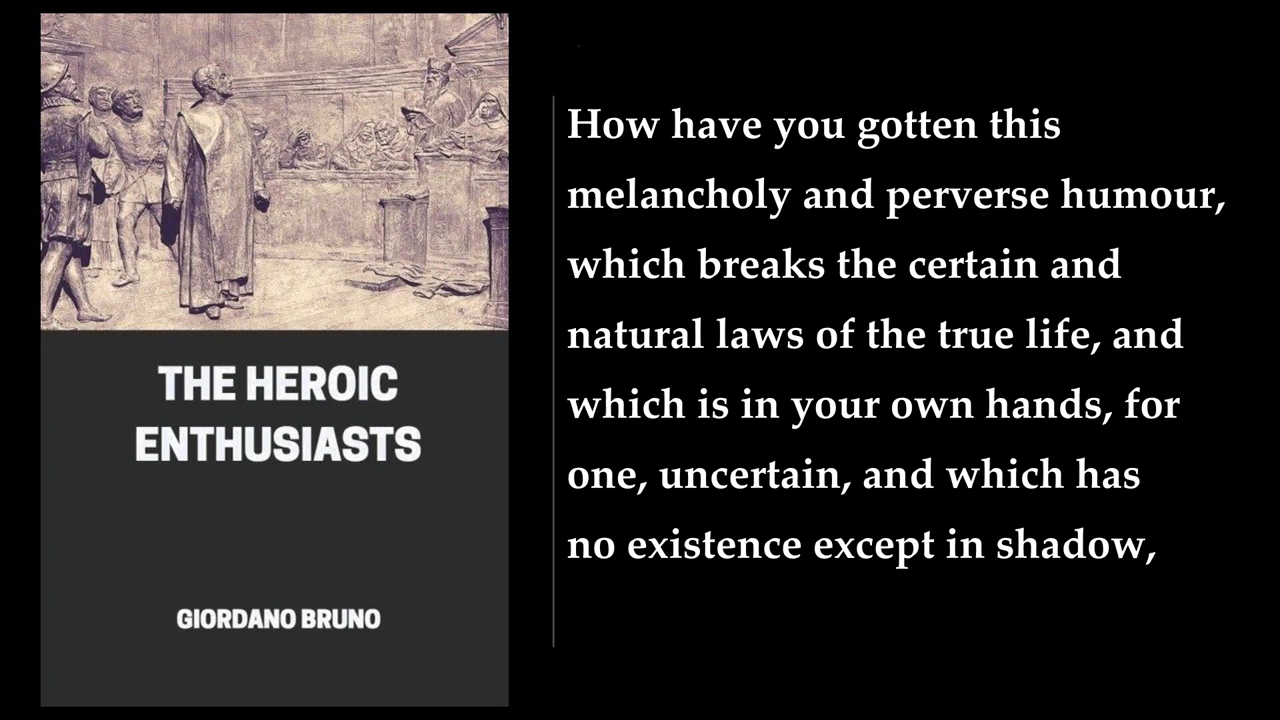 THE HEROIC
ENTHUSIASTS
GIORDANO BRUNO
How have you gotten this
melancholy and perverse humour,
which breaks the certain and
natural laws of the true life, and
which is in your own hands, for
one, uncertain, and which has
no existence except in shadow,